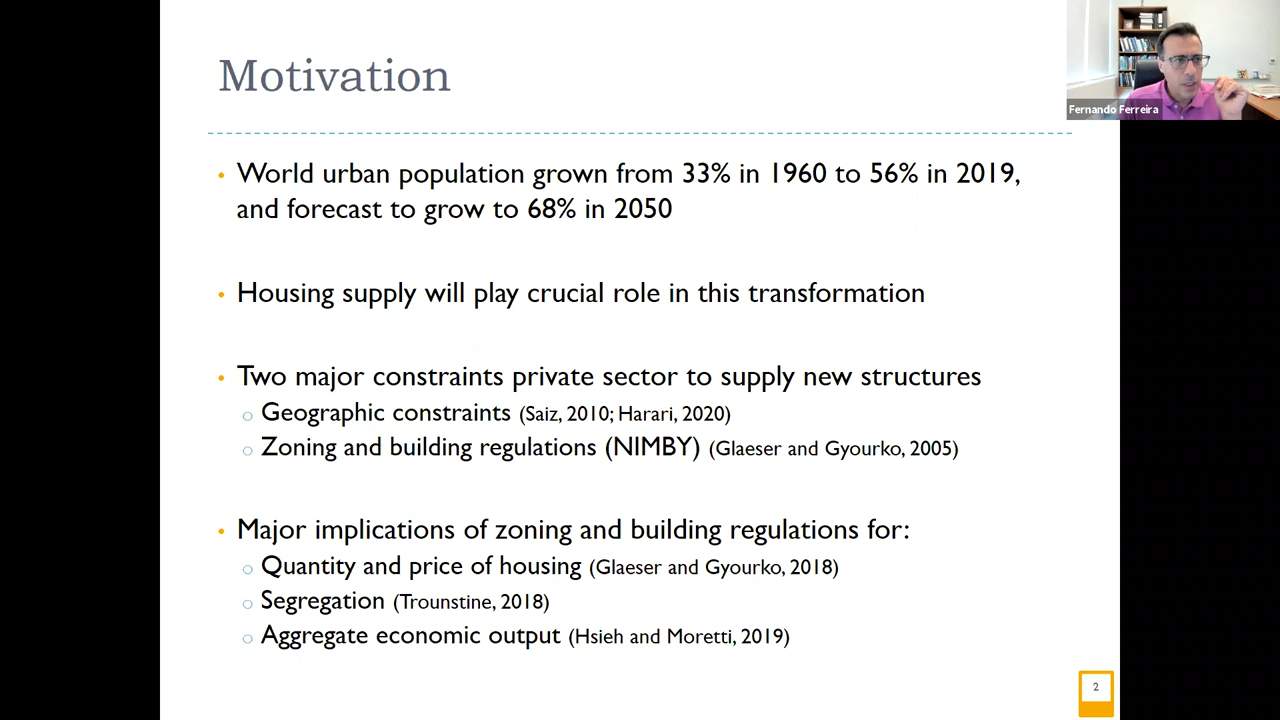 Motivation
Fernando Ferreira
• World urban population grown from 33% in 1960 to 56% in 2019,
and forecast to grow to 68% in 2050
• Housing supply will play crucial role in this transformation
• Two major constraints private sector to supply new structures
○ Geographic constraints (Saiz, 2010; Harari, 2020)
○ Zoning and building regulations (NIMBY) (Glaeser and Gyourko, 2005)
• Major implications of zoning and building regulations for:
○ Quantity and price of housing (Glaeser and Gyourko, 2018)
○ Segregation (Trounstine, 2018)
○ Aggregate economic output (Hsieh and Moretti, 2019)
2